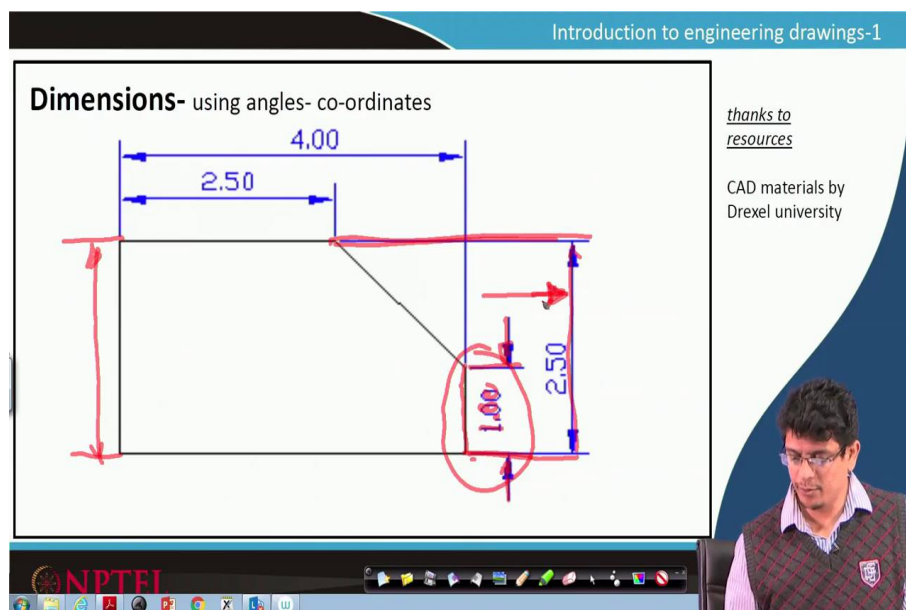 Introduction to engineering drawings-1
Dimensions- using angles- co-ordinates
4.00
2.50
thanks to
resources
CAD materials by
Drexel university
2.50
1.00
NPTEL